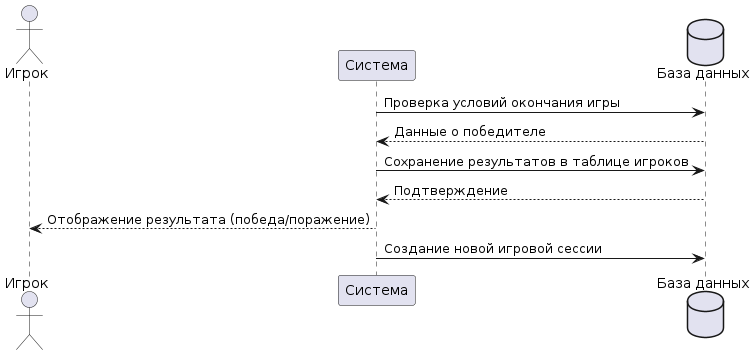 Игрок
Система
База данных
Проверка условий окончания игры
Данные о победителе
Сохранение результатов в таблице игроков
Подтверждение
Отображение результата (победа/поражение)
Создание новой игровой сессии
Игрок
Система
База данных